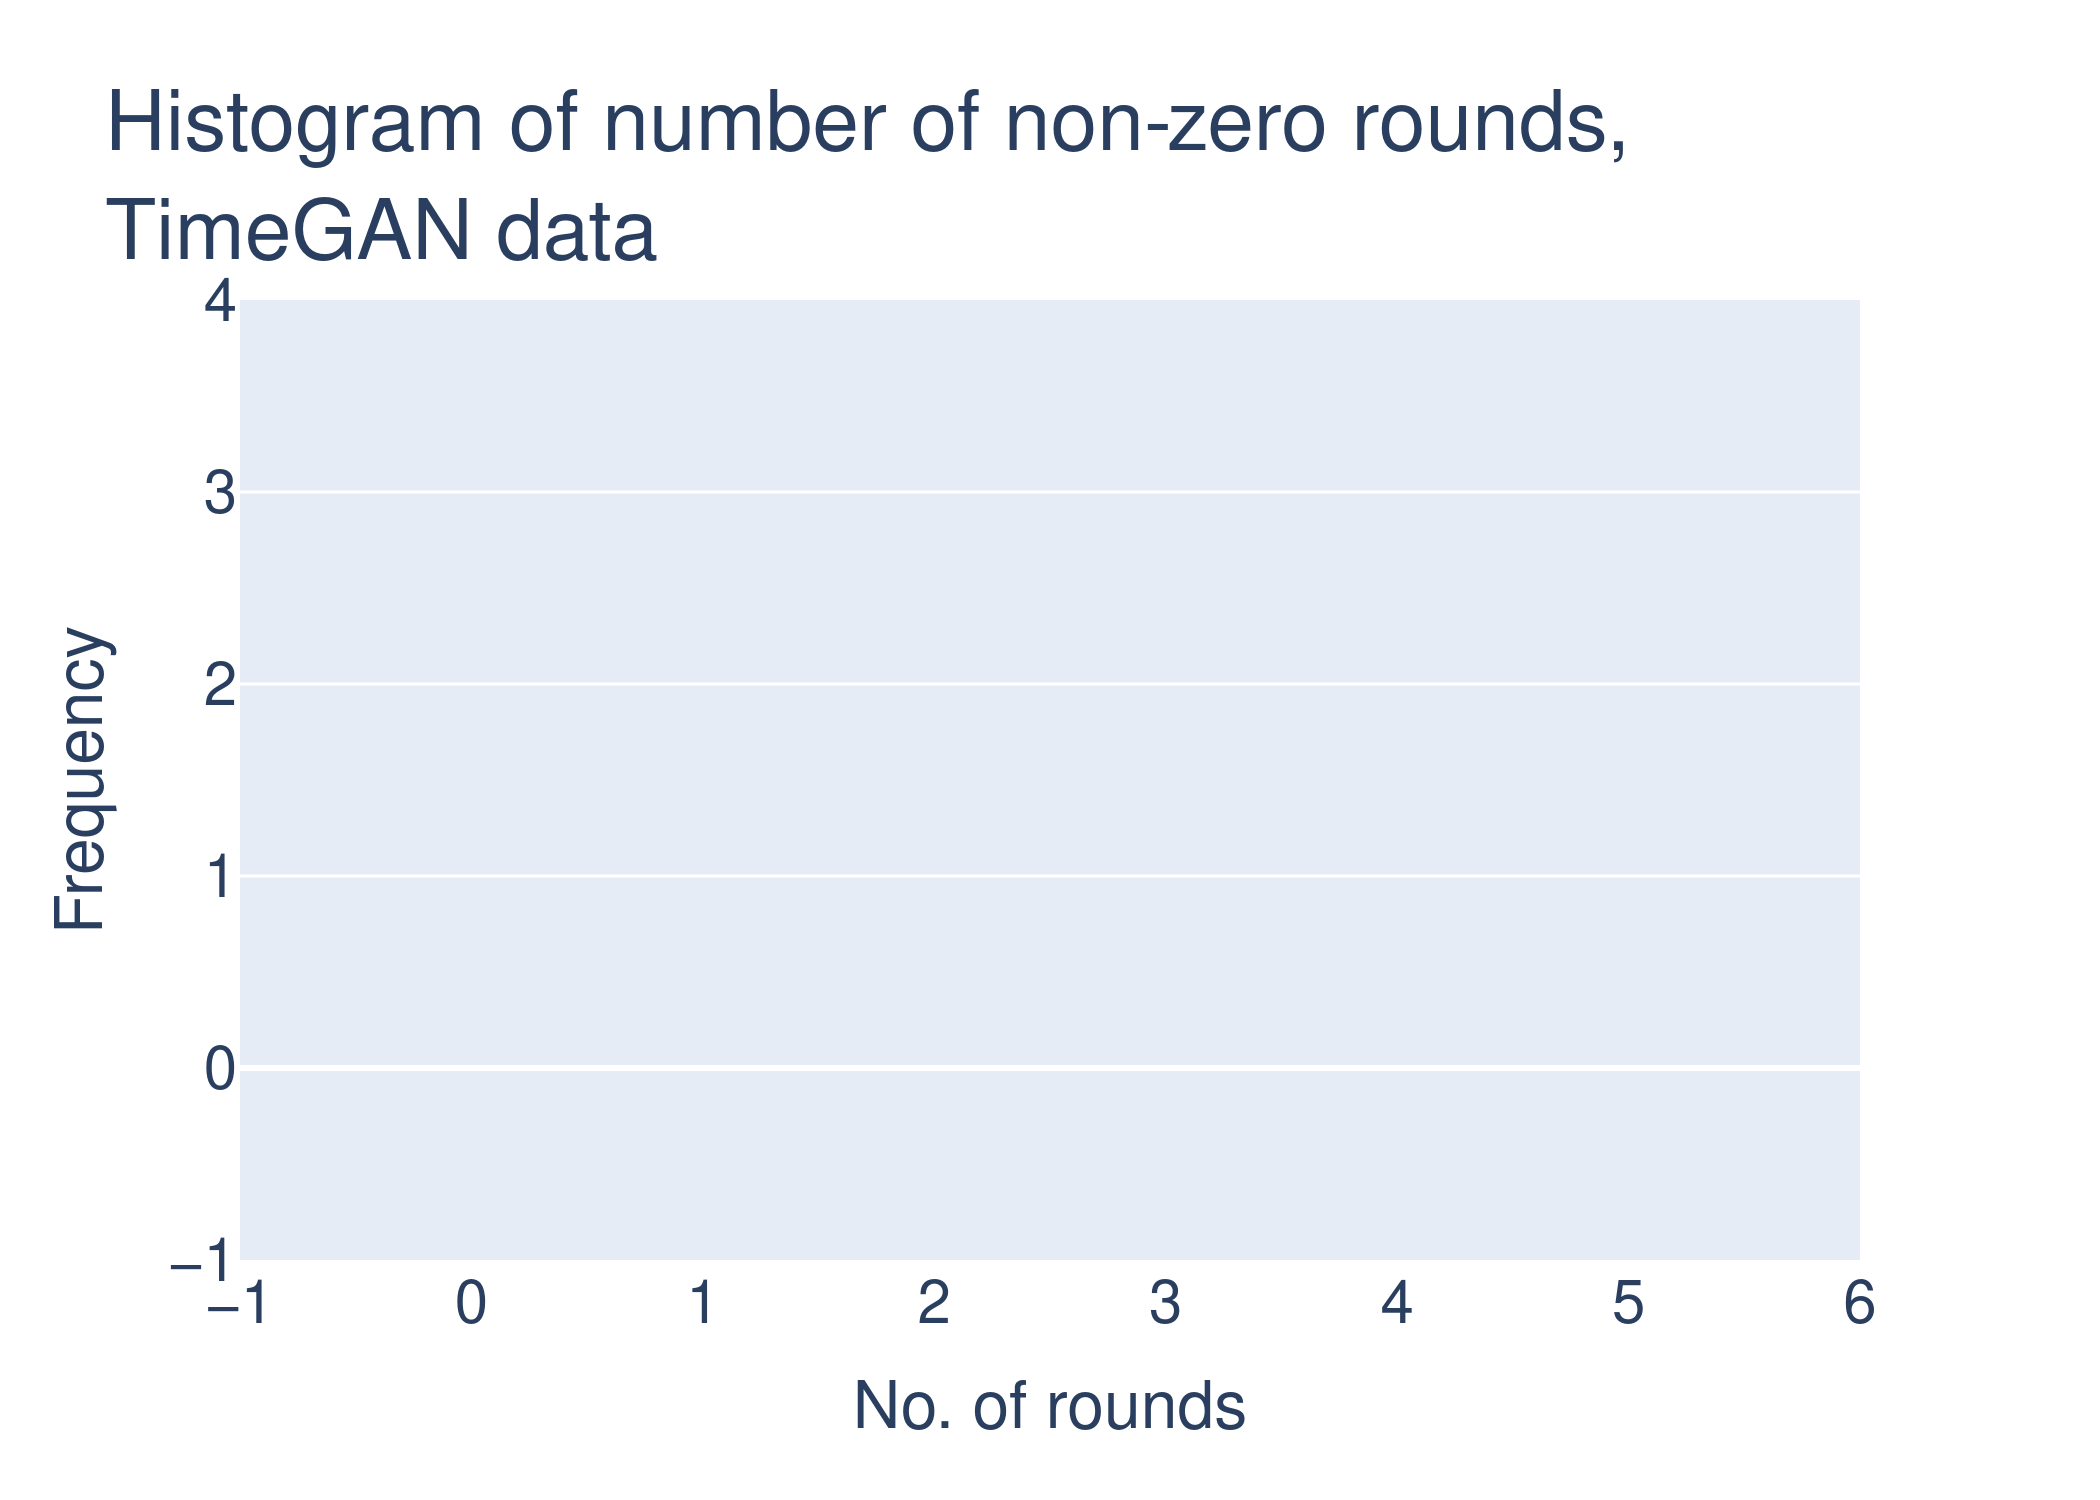 Histogram of number of non-zero rounds,
TimeGAN data
4
3
2
1
0
−1
Frequency
−1 0 1 2 3 4 5 6
No. of rounds